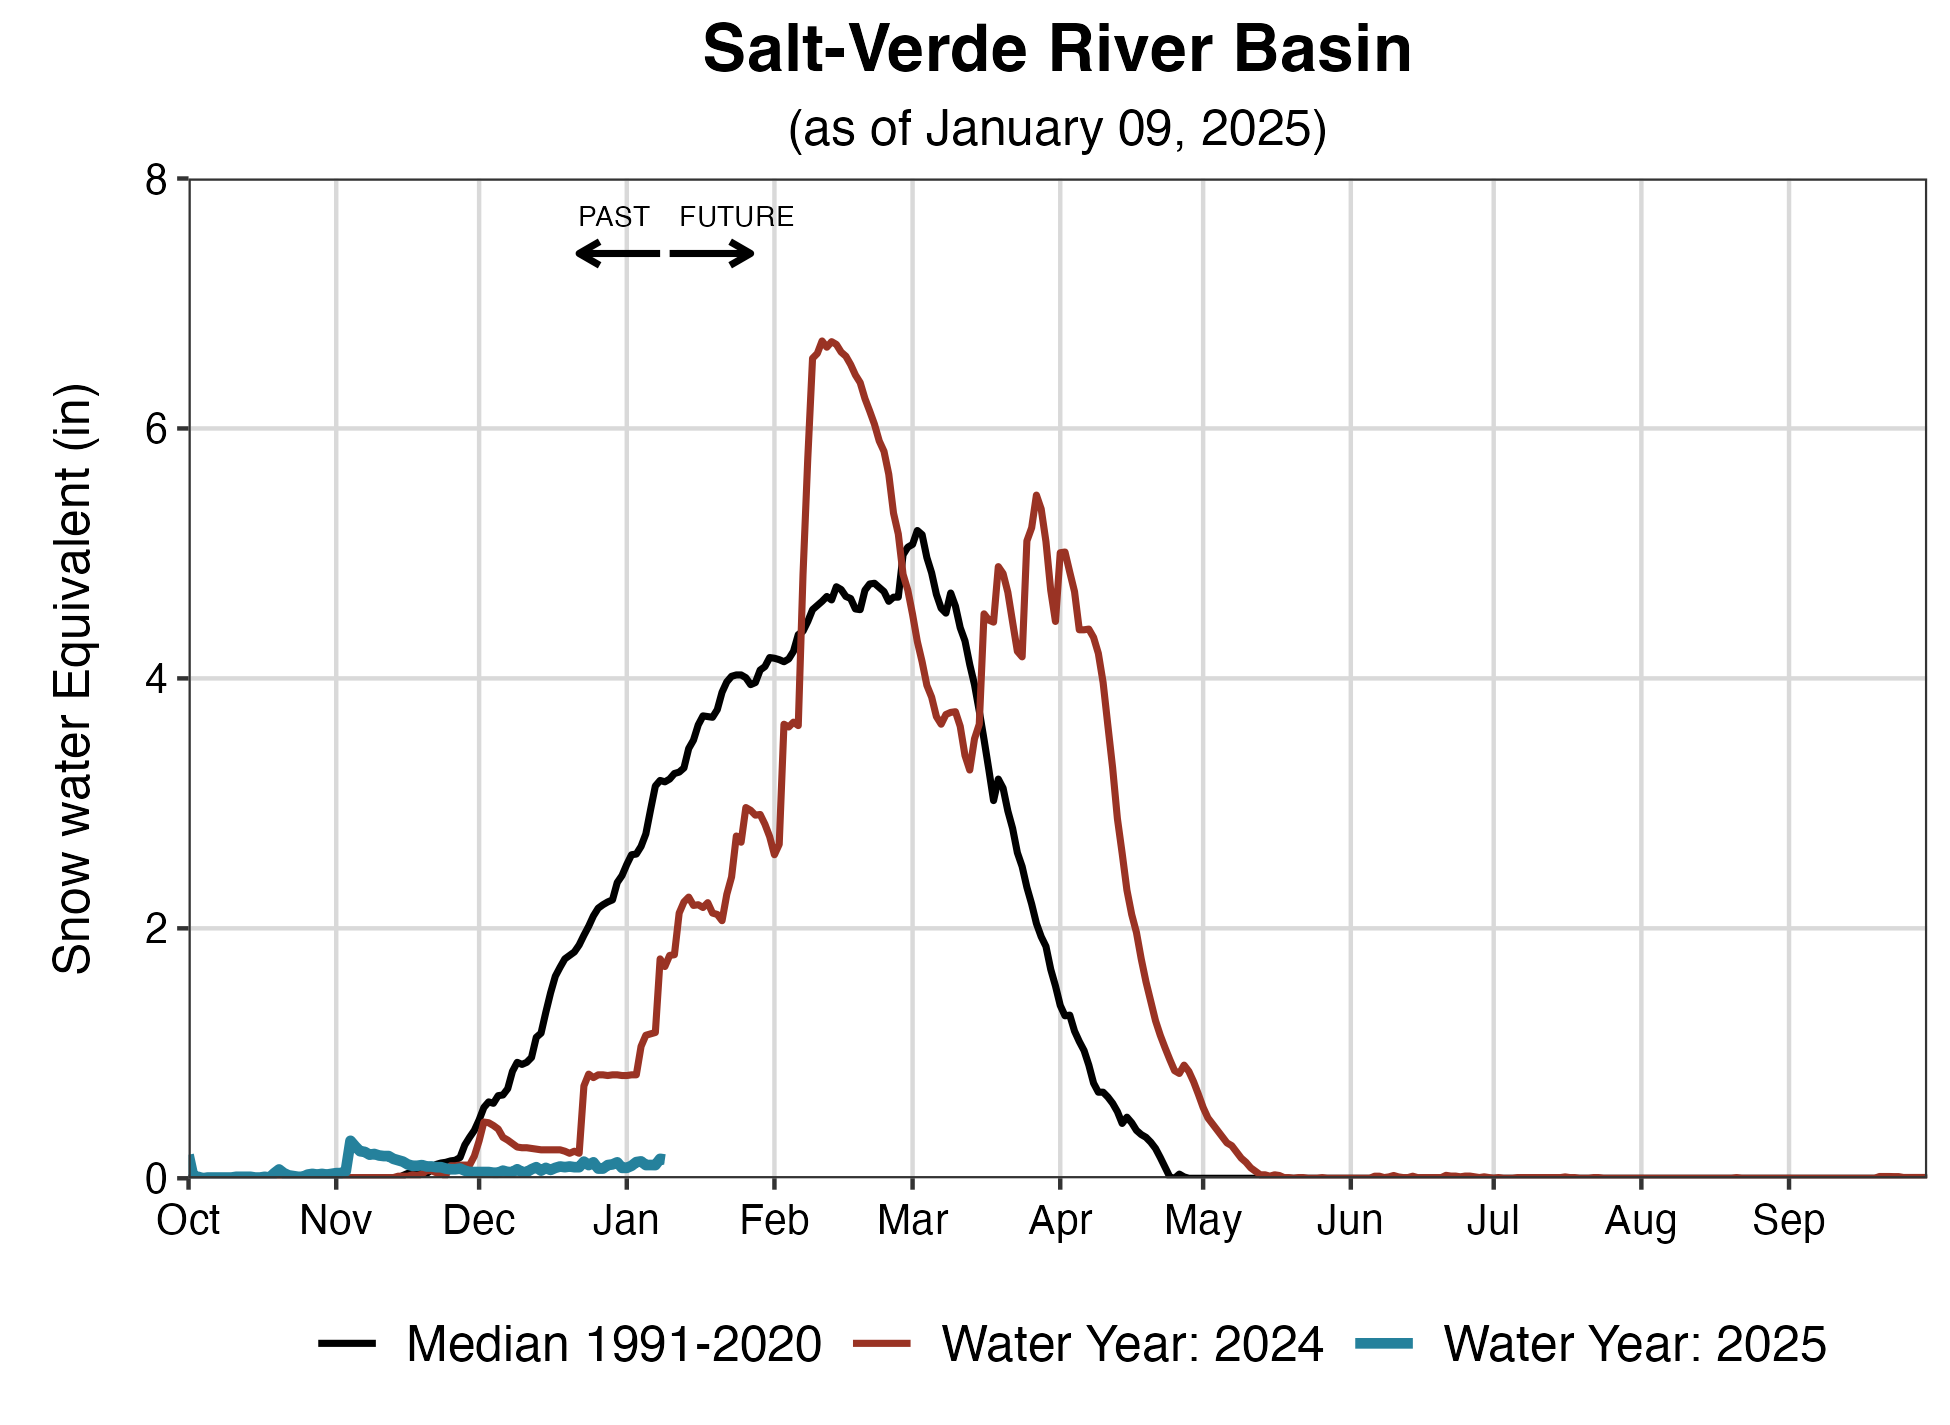 Salt-Verde River Basin
(as of January 09, 2025)
PAST FUTURE
Snow water Equivalent (in)
8
6
4
2
0
Oct Nov Dec Jan Feb Mar Apr May Jun Jul Aug Sep
Median 1991-2020 Water Year: 2024 Water Year: 2025